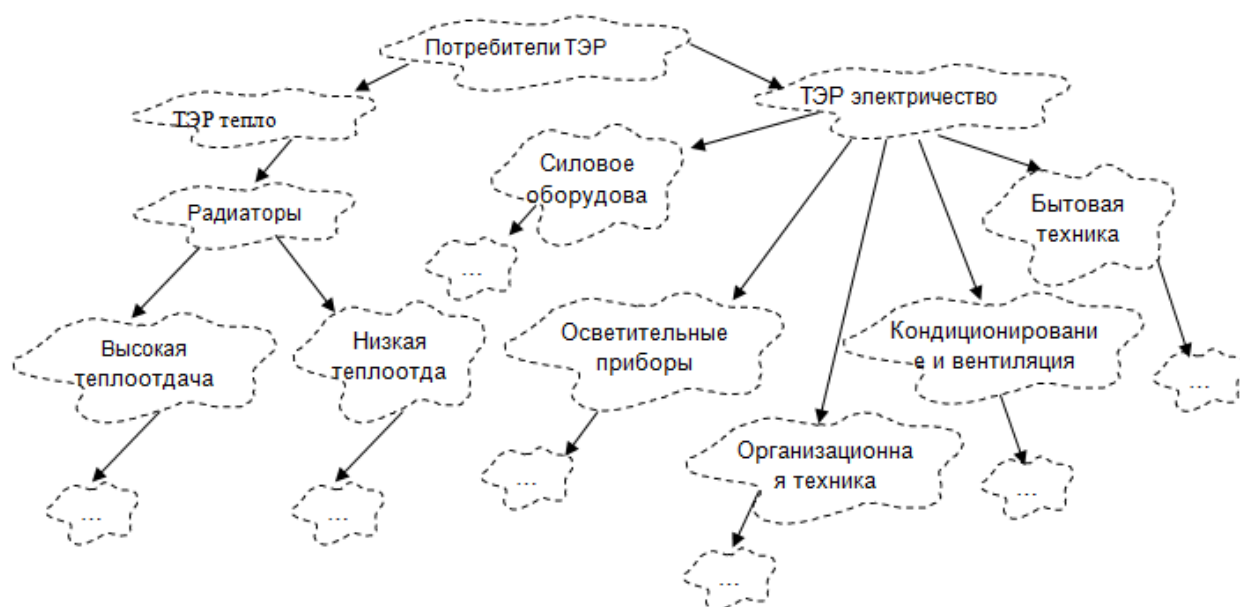 Потребители ТЭР
ТЭР электричество
ТЭР тепло
Силовое
оборудова
Бытовая
техника
Радиаторы
...
Высокая
теплоотдача
Низкая
теплоотда
Осветительные
приборы
Кондиционировани
е и вентиляция
...
Организационна
я техника
...
...
...
...
...